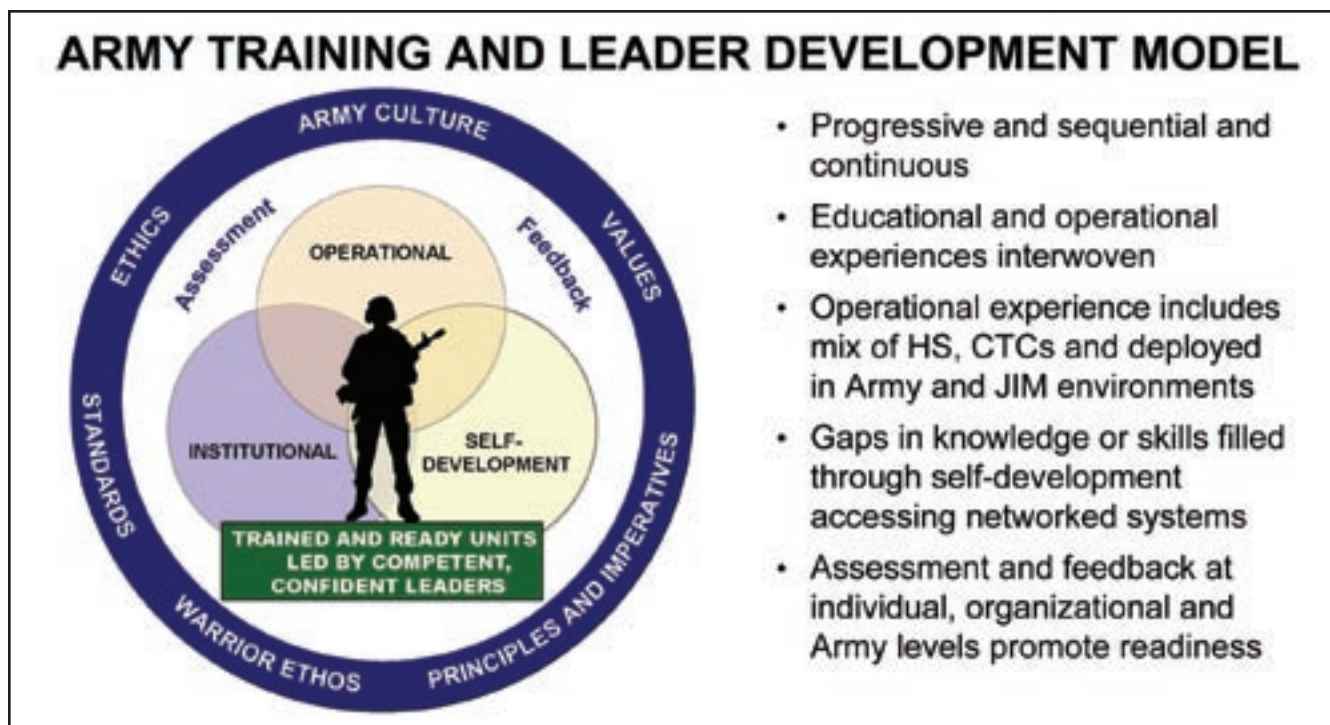 ARMY TRAINING AND LEADER DEVELOPMENT MODEL
ARMY CULTURE
VALUES
PRINCIPLES AND IMPERATIVES
WARRIOR ETHOS
STANDARDS
ETHICS
Assessment
Feedback
OPERATIONAL
INSTITUTIONAL
SELF-
DEVELOPMENT
TRAINED AND READY UNITS
LED BY COMPETENT,
CONFIDENT LEADERS
• Progressive and sequential and
continuous
• Educational and operational
experiences interwoven
• Operational experience includes
mix of HS, CTCs and deployed
in Army and JIM environments
• Gaps in knowledge or skills filled
through self-development
accessing networked systems
• Assessment and feedback at
individual, organizational and
Army levels promote readiness